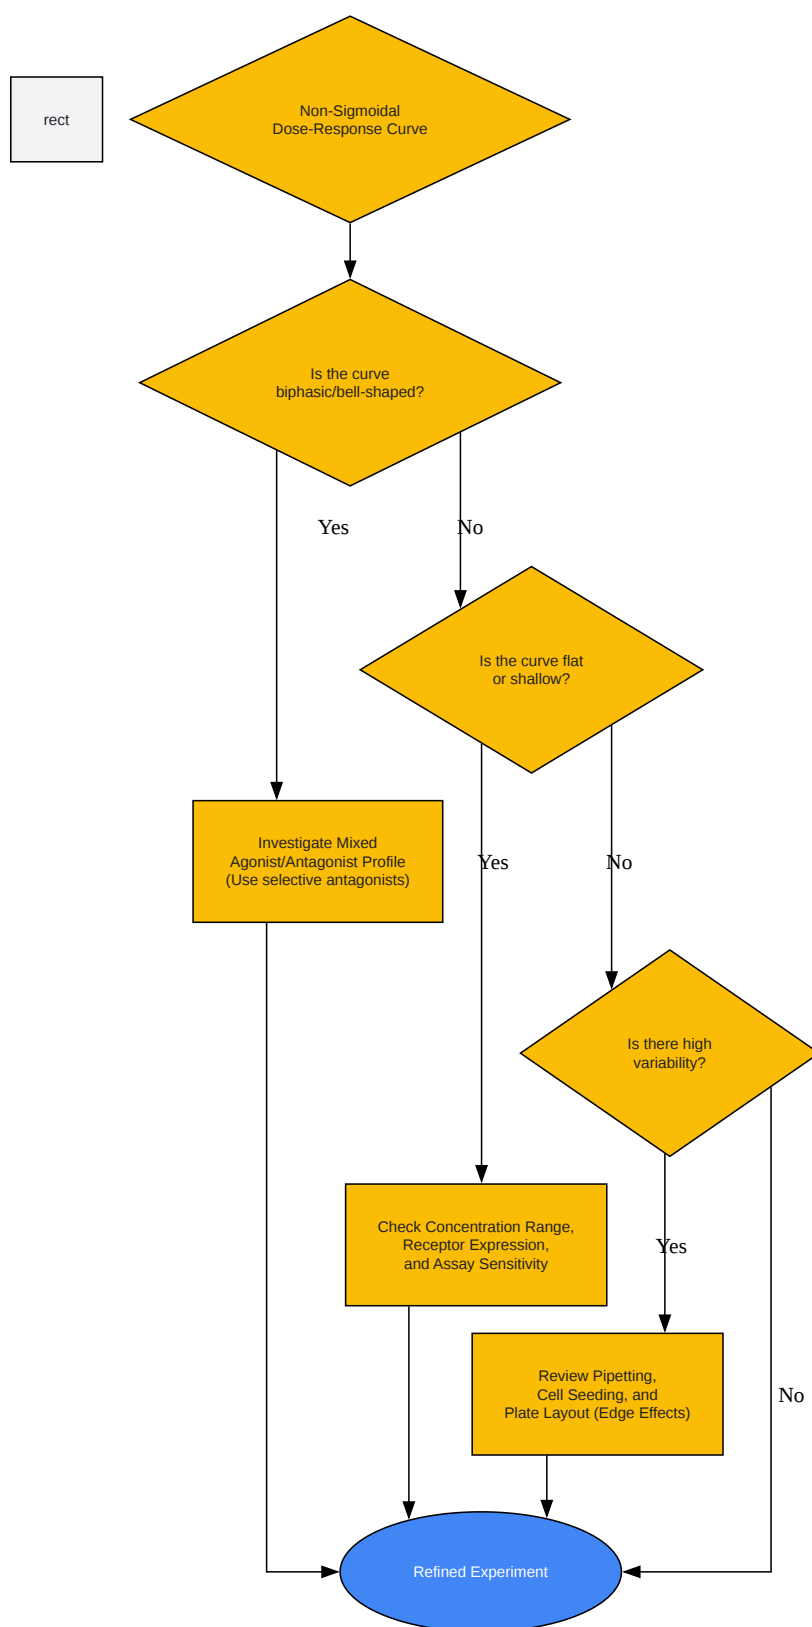 rect
Non-Sigmoidal
Dose-Response Curve
Is the curve
biphasic/bell-shaped?
Yes
No
Is the curve flat
or shallow?
Investigate Mixed
Agonist/Antagonist Profile
(Use selective antagonists)
Yes
No
Is there high
variability?
Check Concentration Range,
Receptor Expression,
and Assay Sensitivity
Yes
Review Pipetting,
Cell Seeding, and
Plate Layout (Edge Effects)
No
Refined Experiment